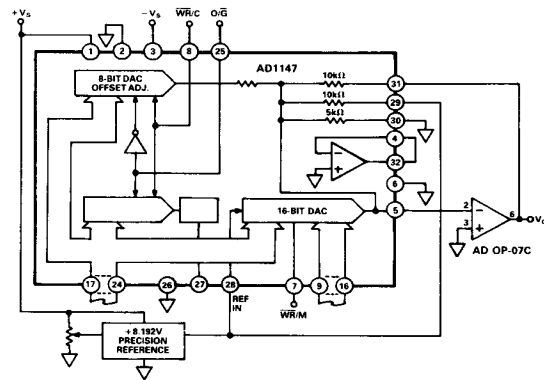 +VS
−VS
WR/C
O/G
1
2
3
8
25
AD1147
8-BIT DAC
OFFSET ADJ.
10kΩ
31
10kΩ
29
5kΩ
30
4
32
6
16-BIT DAC
5
2
3
6
VO
AD OP-07C
17
24
26
27
28
7
9
16
REF
IN
WR/M
+8.192V
PRECISION
REFERENCE